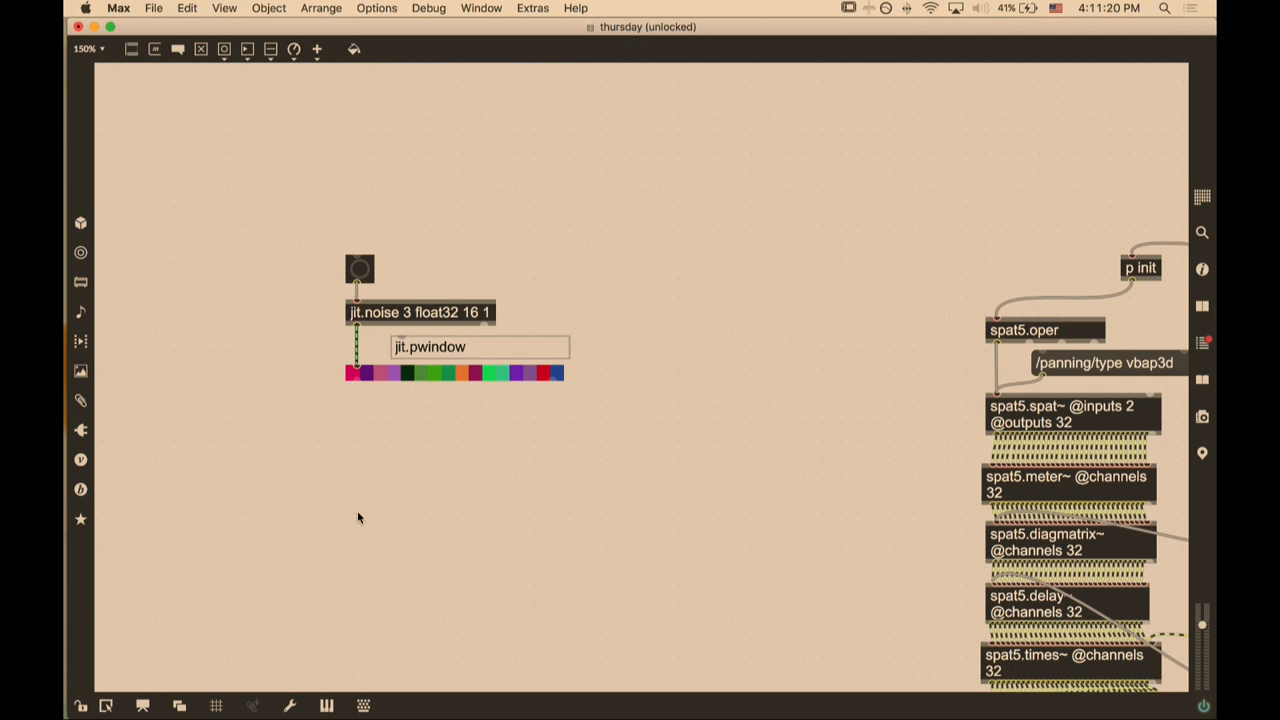 Max File Edit View Object Arrange Options Debug Window Extras Help 41% 4:11:20 PM
thursday (unlocked)
150%
jit.noise 3 float32 16 1
jit.pwindow
p init
spat5.oper
/panning/type vbap3d
spat5.spat~ @inputs 2
@outputs 32
spat5.meter~ @channels
32
spat5.diagmatrix~
@channels 32
spat5.delay~
@channels 32
spat5.times~ @channels
32